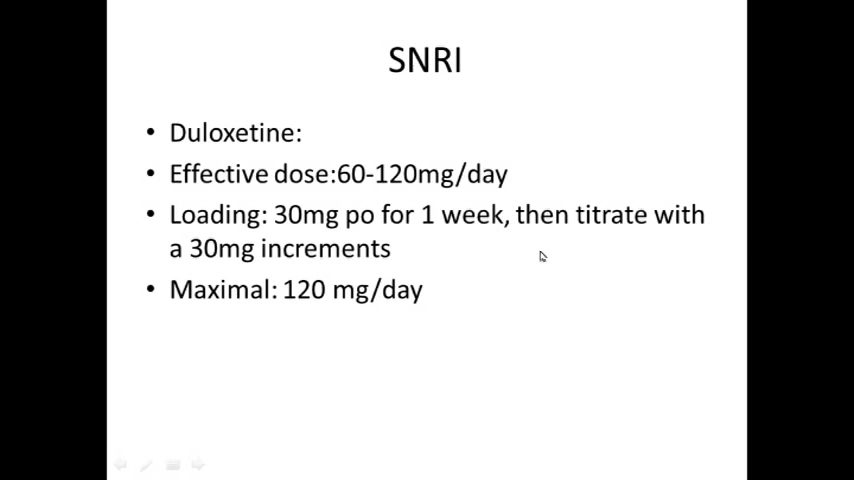 SNRI
• Duloxetine:
• Effective dose:60-120mg/day
• Loading: 30mg po for 1 week, then titrate with
a 30mg increments
• Maximal: 120 mg/day